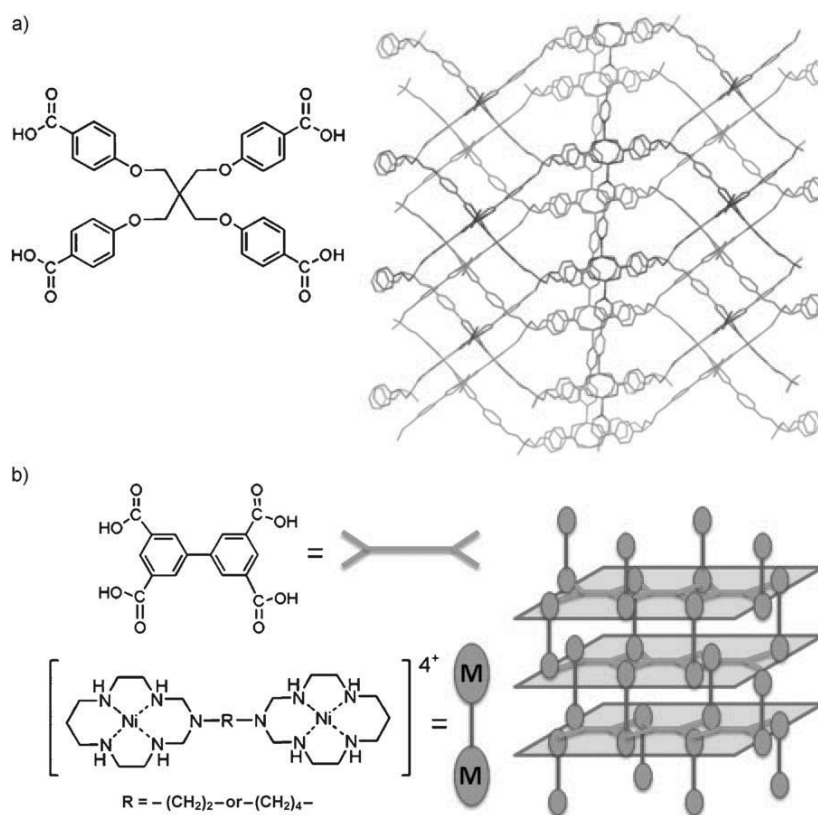 a)
O O
HO C C OH
O O
O O
HO C C OH
O O
b)
O O
HO C C OH
=
HO C C OH
O O
4+
H H H H
N N N N
Ni N–R–N Ni
N N N N
H H H H
=
M
M
R = – (CH₂)₂–or–(CH₂)₄–